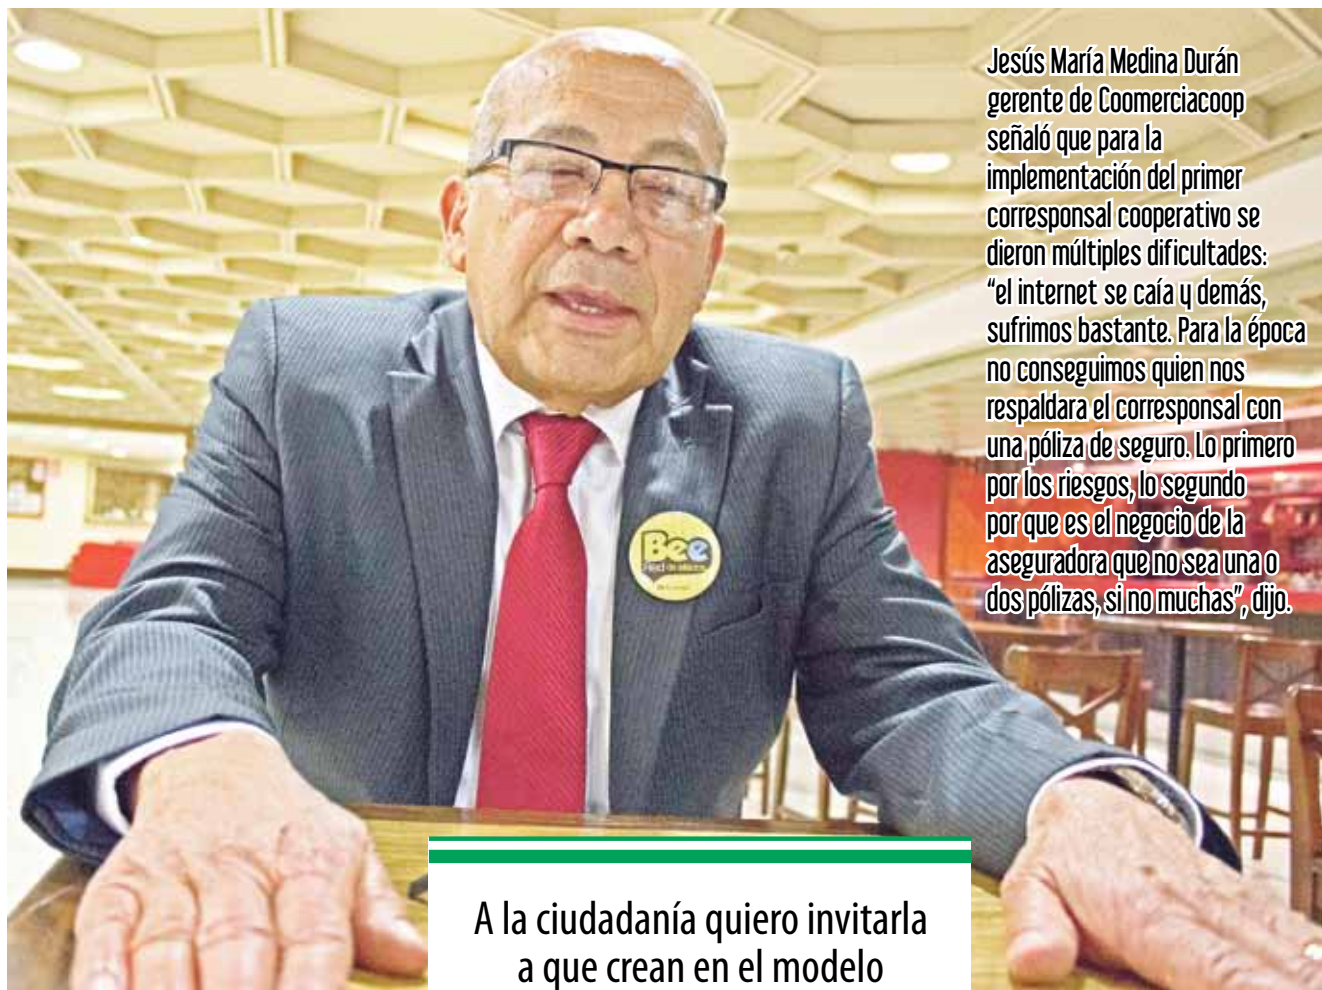 Jesús María Medina Durán
gerente de Coomerciacoop
señaló que para la
implementación del primer
corresponsal cooperativo se
dieron múltiples dificultades:
“el internet se caía y demás,
sufrimos bastante. Para la época
no conseguimos quien nos
respaldara el corresponsal con
una póliza de seguro. Lo primero
por los riesgos, lo segundo
por que es el negocio de la
aseguradora que no sea una o
dos pólizas, si no muchas”, dijo.
Bee
A la ciudadanía quiero invitarla
a que crean en el modelo